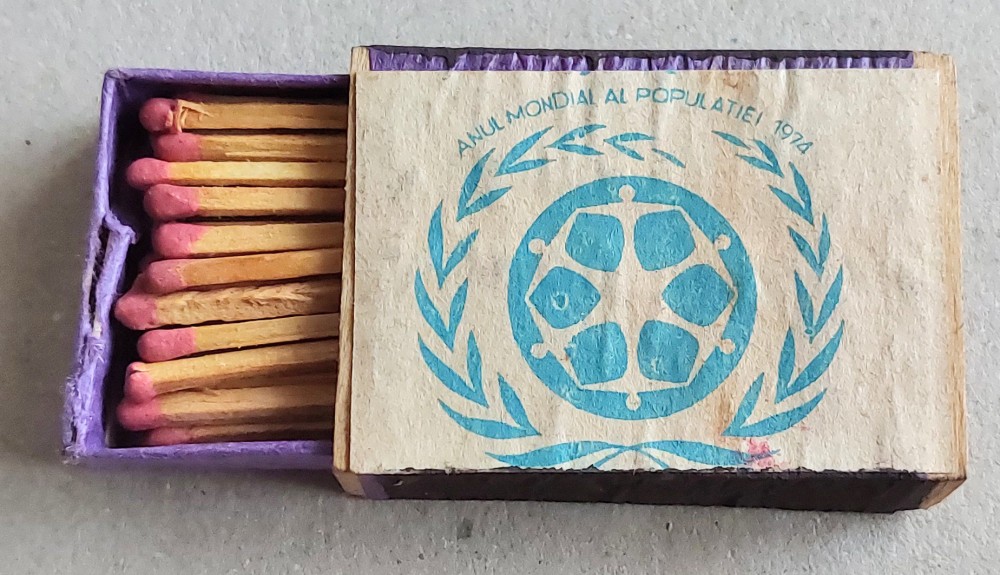 ANUL MONDIAL AL POPULATIEI 1974